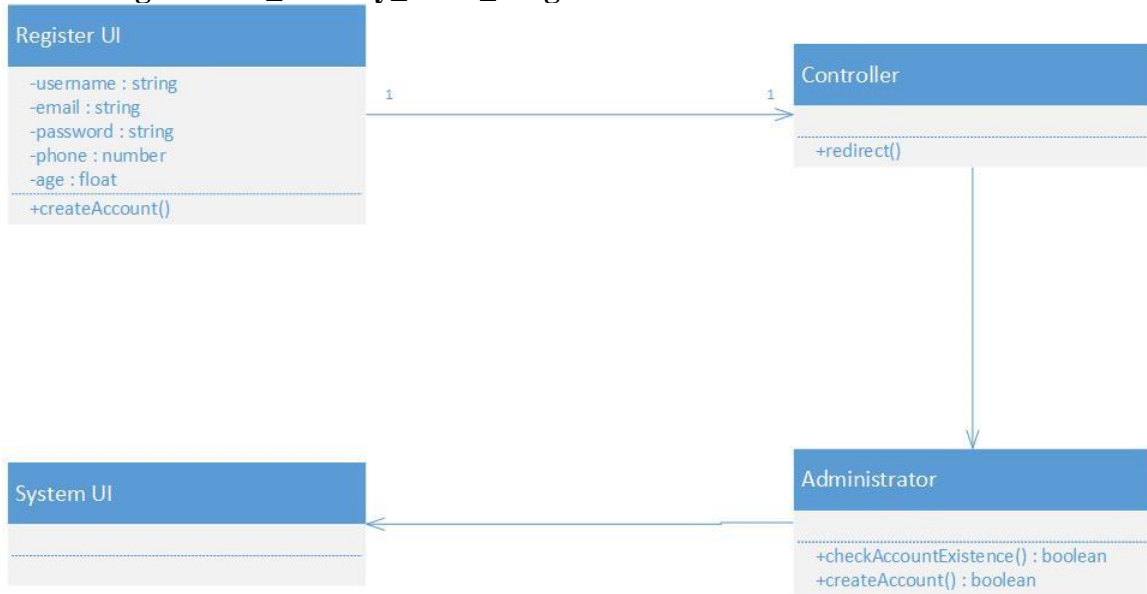 Register UI
-username : string
-email : string
-password : string
-phone : number
-age : float
+createAccount()
1
1
Controller
+redirect()
System UI
Administrator
+checkAccountExistence() : boolean
+createAccount() : boolean